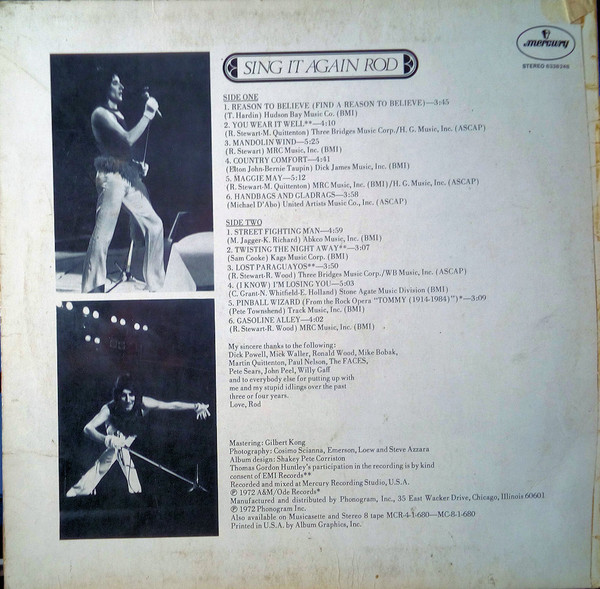 mercury
STEREO 6338246
SING IT AGAIN ROD
SIDE ONE
1. REASON TO BELIEVE (FIND A REASON TO BELIEVE)—3:45
(T. Hardin) Hudson Bay Music Co. (BMI)
2. YOU WEAR IT WELL**—4:10
(R. Stewart-M. Quittenton) Three Bridges Music Corp./H. G. Music, Inc. (ASCAP)
3. MANDOLIN WIND—5:25
(R. Stewart) MRC Music, Inc. (BMI)
4. COUNTRY COMFORT—4:41
(Elton John-Bernie Taupin) Dick James Music, Inc. (BMI)
5. MAGGIE MAY—5:12
(R. Stewart-M. Quittenton) MRC Music, Inc. (BMI)/H. G. Music, Inc. (ASCAP)
6. HANDBAGS AND GLADRAGS—3:58
(Michael D'Abo) United Artists Music Co., Inc. (ASCAP)
SIDE TWO
1. STREET FIGHTING MAN—4:59
(M. Jagger-K. Richard) Abkco Music, Inc. (BMI)
2. TWISTING THE NIGHT AWAY**—3:07
(Sam Cooke) Kags Music Corp. (BMI)
3. LOST PARAGUAYOS**—3:50
(R. Stewart-R. Wood) Three Bridges Music Corp./WB Music, Inc. (ASCAP)
4. (I KNOW) I'M LOSING YOU—5:03
(C. Grant-N. Whitfield-E. Holland) Stone Agate Music Division (BMI)
5. PINBALL WIZARD (From the Rock Opera "TOMMY (1914-1984)")*—3:09
(Pete Townshend) Track Music, Inc. (BMI)
6. GASOLINE ALLEY—4:02
(R. Stewart-R. Wood) MRC Music, Inc. (BMI)
My sincere thanks to the following:
Dick Powell, Mick Waller, Ronald Wood, Mike Bobak,
Martin Quittenton, Paul Nelson, The FACES,
Pete Sears, John Peel, Willy Gaff
and to everybody else for putting up with
me and my stupid idlings over the past
three or four years.
Love, Rod
Mastering: Gilbert Kong
Photography: Cosimo Scianna, Emerson, Loew and Steve Azzara
Album design: Shakey Pete Corriston
Thomas Gordon Huntley's participation in the recording is by kind
consent of EMI Records**
Recorded and mixed at Mercury Recording Studio, U.S.A.
Ⓟ 1972 A&M/Ode Records*
Manufactured and distributed by Phonogram, Inc., 35 East Wacker Drive, Chicago, Illinois 60601
Ⓟ 1972 Phonogram Inc.
Also available on Musicasette and Stereo 8 tape MCR-4-1-680—MC-8-1-680
Printed in U.S.A. by Album Graphics, Inc.